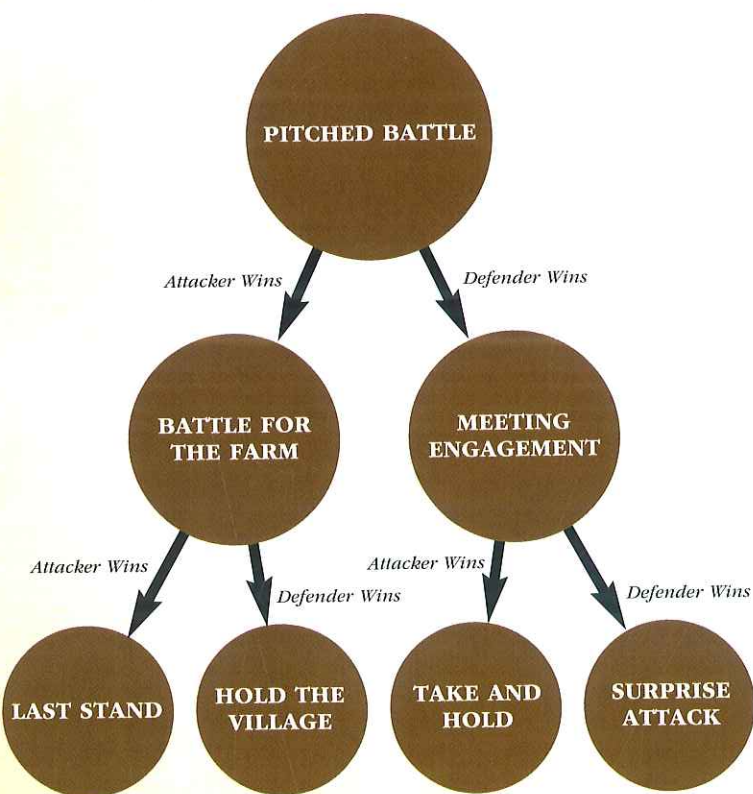 PITCHED BATTLE
Attacker Wins
Defender Wins
BATTLE FOR
THE FARM
MEETING
ENGAGEMENT
Attacker Wins
Defender Wins
Attacker Wins
Defender Wins
LAST STAND
HOLD THE
VILLAGE
TAKE AND
HOLD
SURPRISE
ATTACK